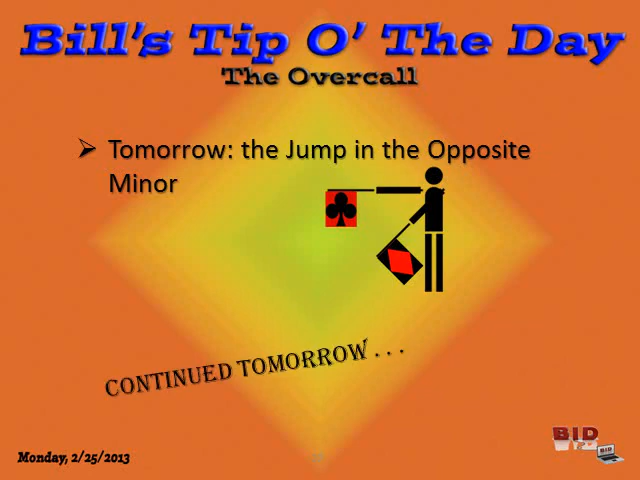 Bill's Tip O' The Day
The Overcall
Tomorrow: the Jump in the Opposite
Minor
CONTINUED TOMORROW . . .
Monday, 2/25/2013
BID
BID